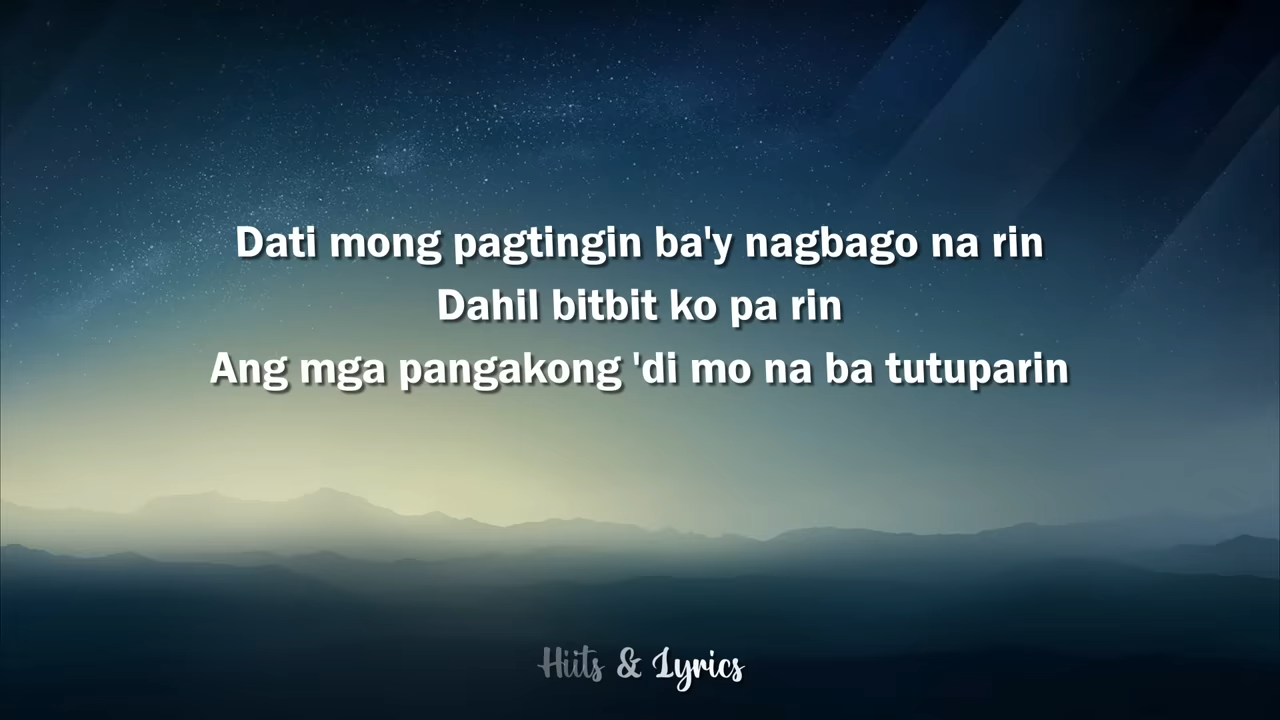 Dati mong pagtingin ba'y nagbago na rin
Dahil bitbit ko pa rin
Ang mga pangakong 'di mo na ba tutuparin
Hiits & Lyrics